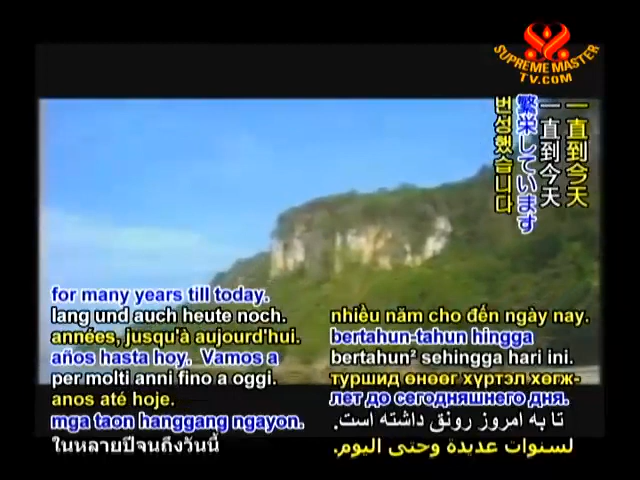 SUPREME MASTER
TV.COM
一直到今天
一直到今天
繁栄しています
번성했습니다
for many years till today.
lang und auch heute noch.
années, jusqu'à aujourd'hui.
años hasta hoy. Vamos a
per molti anni fino a oggi.
anos até hoje.
mga taon hanggang ngayon.
ในหลายปีจนถึงวันนี้
nhiều năm cho đến ngày nay.
bertahun-tahun hingga
bertahun² sehingga hari ini.
туршид өнөөг хүртэл хөгж-
лет до сегодняшнего дня.
تا به امروز رونق داشته است.
لسنوات عديدة وحتى اليوم.